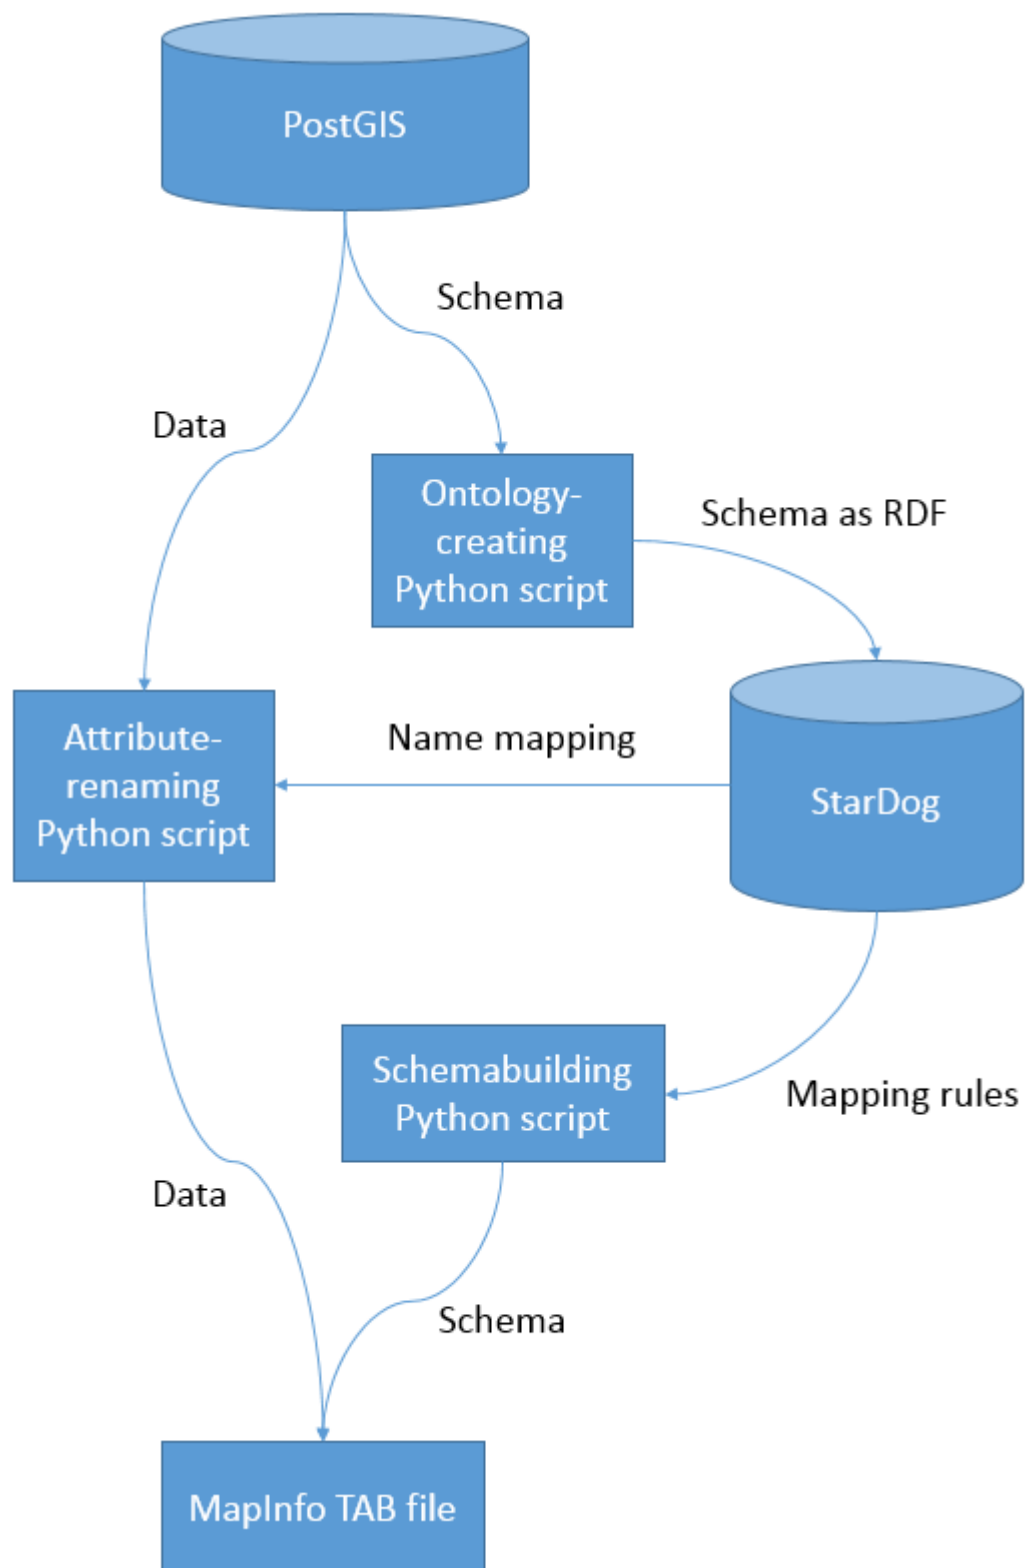 PostGIS
Schema
Data
Ontology-
creating
Python script
Schema as RDF
Attribute-
renaming
Python script
Name mapping
StarDog
Schemabuilding
Python script
Mapping rules
Data
Schema
MapInfo TAB file